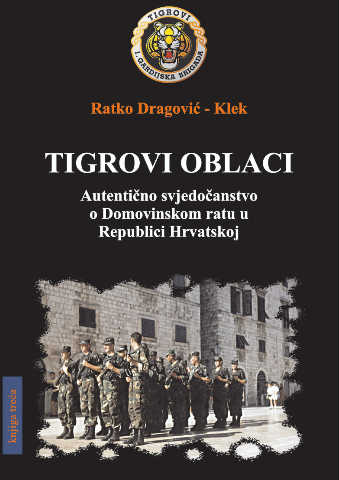 TIGROVI
1. GARDIJSKA BRIGADA
Ratko Dragović - Klek
TIGROVI OBLACI
Autentično svjedočanstvo
o Domovinskom ratu u
Republici Hrvatskoj
knjiga treća